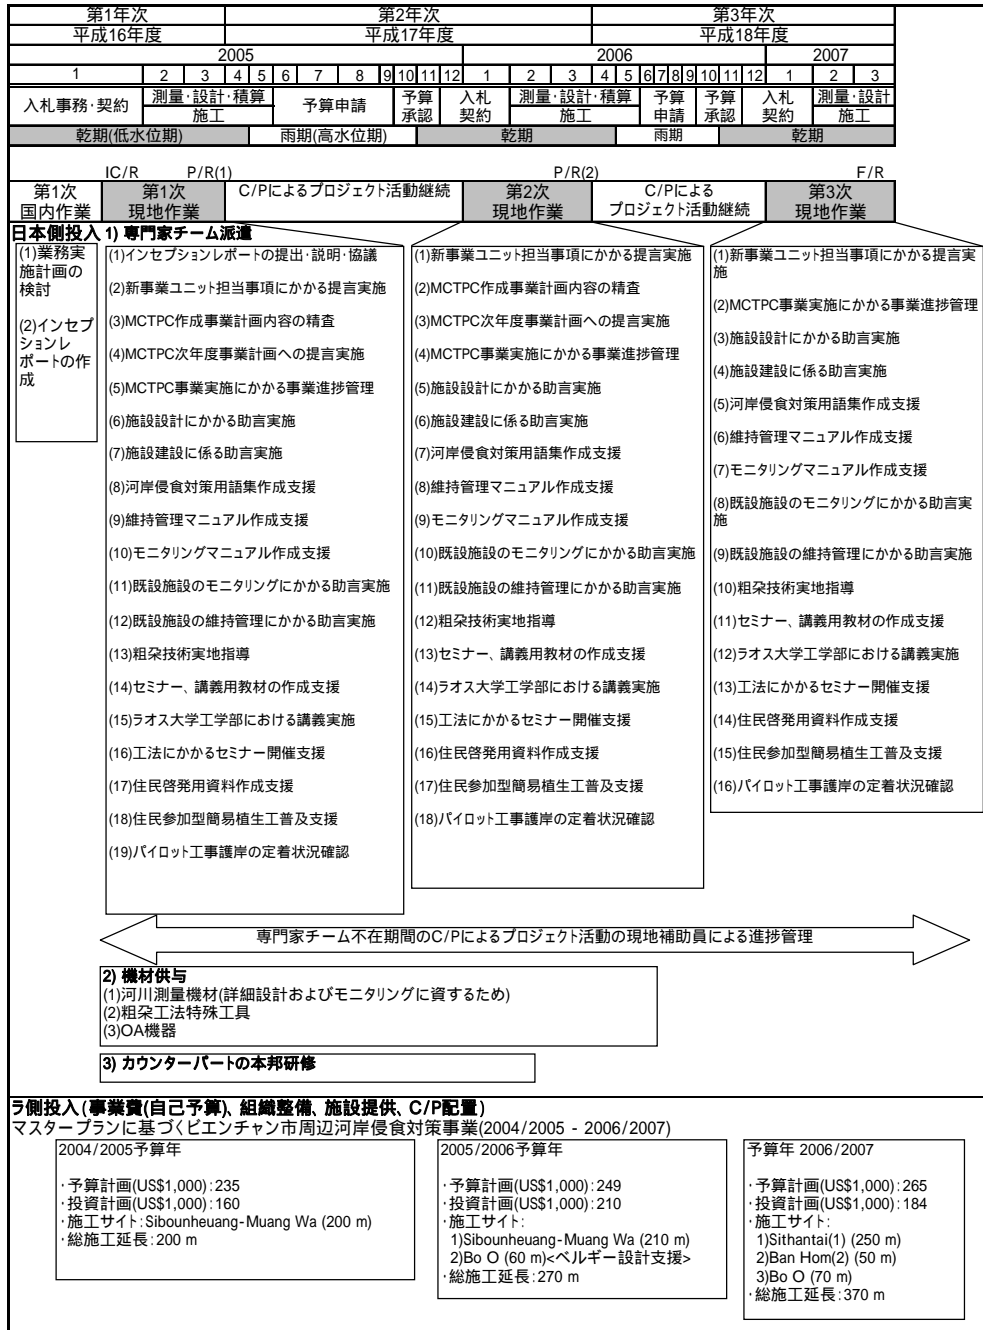 第1年次 第2年次 第3年次
平成16年度 平成17年度 平成18年度
2005 2006 2007
1 2 3 4 5 6 7 8 9 10 11 12 1 2 3 4 5 6 7 8 9 10 11 12 1 2 3
入札事務・契約 測量・設計・積算 施工 予算申請 予算承認 入札契約 測量・設計・積算 施工 予算申請 予算承認 入札契約 測量・設計 施工
乾期(低水位期) 雨期(高水位期) 乾期 雨期 乾期
IC/R P/R(1) P/R(2) F/R
第1次 第1次 C/Pによるプロジェクト活動継続 第2次 C/Pによる 第3次
国内作業 現地作業 現地作業 プロジェクト活動継続 現地作業
日本側投入 1) 専門家チーム派遣
(1)業務実
施計画の
検討
(2)インセプ
ションレ
ポートの作
成
(1)インセプションレポートの提出・説明・協議
(2)新事業ユニット担当事項にかかる提言実施
(3)MCTPC作成事業計画内容の精査
(4)MCTPC次年度事業計画への提言実施
(5)MCTPC事業実施にかかる事業進捗管理
(6)施設設計にかかる助言実施
(7)施設建設に係る助言実施
(8)河岸侵食対策用語集作成支援
(9)維持管理マニュアル作成支援
(10)モニタリングマニュアル作成支援
(11)既設施設のモニタリングにかかる助言実施
(12)既設施設の維持管理にかかる助言実施
(13)粗朶技術実地指導
(14)セミナー、講義用教材の作成支援
(15)ラオス大学工学部における講義実施
(16)工法にかかるセミナー開催支援
(17)住民啓発用資料作成支援
(18)住民参加型簡易植生工普及支援
(19)パイロット工事護岸の定着状況確認
(1)新事業ユニット担当事項にかかる提言実施
(2)MCTPC作成事業計画内容の精査
(3)MCTPC次年度事業計画への提言実施
(4)MCTPC事業実施にかかる事業進捗管理
(5)施設設計にかかる助言実施
(6)施設建設に係る助言実施
(7)河岸侵食対策用語集作成支援
(8)維持管理マニュアル作成支援
(9)モニタリングマニュアル作成支援
(10)既設施設のモニタリングにかかる助言実施
(11)既設施設の維持管理にかかる助言実施
(12)粗朶技術実地指導
(13)セミナー、講義用教材の作成支援
(14)ラオス大学工学部における講義実施
(15)工法にかかるセミナー開催支援
(16)住民啓発用資料作成支援
(17)住民参加型簡易植生工普及支援
(18)パイロット工事護岸の定着状況確認
(1)新事業ユニット担当事項にかかる提言実
施
(2)MCTPC事業実施にかかる事業進捗管理
(3)施設設計にかかる助言実施
(4)施設建設に係る助言実施
(5)河岸侵食対策用語集作成支援
(6)維持管理マニュアル作成支援
(7)モニタリングマニュアル作成支援
(8)既設施設のモニタリングにかかる助言実
施
(9)既設施設の維持管理にかかる助言実施
(10)粗朶技術実地指導
(11)セミナー、講義用教材の作成支援
(12)ラオス大学工学部における講義実施
(13)工法にかかるセミナー開催支援
(14)住民啓発用資料作成支援
(15)住民参加型簡易植生工普及支援
(16)パイロット工事護岸の定着状況確認
専門家チーム不在期間のC/Pによるプロジェクト活動の現地補助員による進捗管理
2) 機材供与
(1)河川測量機材(詳細設計およびモニタリングに資するため)
(2)粗朶工法特殊工具
(3)OA機器
3) カウンターパートの本邦研修
ラ側投入(事業費(自己予算)、組織整備、施設提供、C/P配置)
マスタープランに基づくビエンチャン市周辺河岸侵食対策事業(2004/2005 - 2006/2007)
2004/2005予算年
・予算計画(US$1,000):235
・投資計画(US$1,000):160
・施工サイト:Sibounheuang-Muang Wa (200 m)
・総施工延長:200 m
2005/2006予算年
・予算計画(US$1,000):249
・投資計画(US$1,000):210
・施工サイト:
1)Sibounheuang-Muang Wa (210 m)
2)Bo O (60 m)<ベルギー設計支援>
・総施工延長:270 m
予算年 2006/2007
・予算計画(US$1,000):265
・投資計画(US$1,000):184
・施工サイト:
1)Sithantai(1) (250 m)
2)Ban Hom(2) (50 m)
3)Bo O (70 m)
・総施工延長:370 m